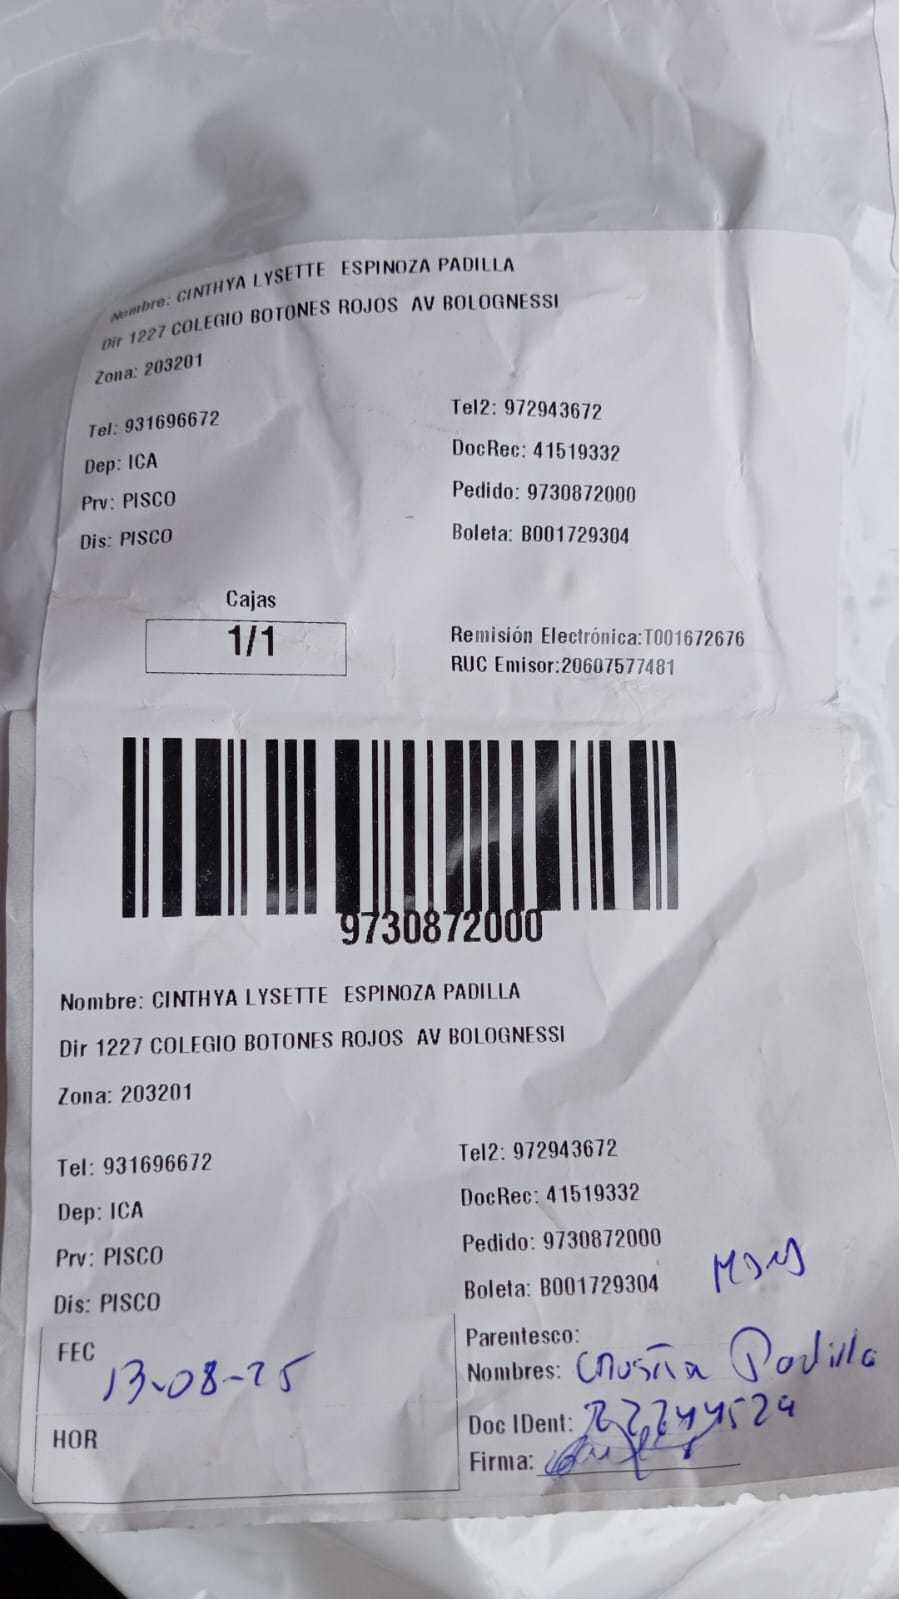 Nombre: CINTHYA LYSETTE ESPINOZA PADILLA
Dir 1227 COLEGIO BOTONES ROJOS AV BOLOGNESSI
Zona: 203201
Tel: 931696672 Tel2: 972943672
Dep: ICA DocRec: 41519332
Prv: PISCO Pedido: 9730872000
Dis: PISCO Boleta: B001729304
Cajas
1/1
Remisión Electrónica:T001672676
RUC Emisor:20607577481
9730872000
Nombre: CINTHYA LYSETTE ESPINOZA PADILLA
Dir 1227 COLEGIO BOTONES ROJOS AV BOLOGNESSI
Zona: 203201
Tel: 931696672 Tel2: 972943672
Dep: ICA DocRec: 41519332
Prv: PISCO Pedido: 9730872000
Dis: PISCO Boleta: B001729304
FEC 13-08-25
HOR
Parentesco:
Nombres: Padilla
Doc IDent:
Firma: